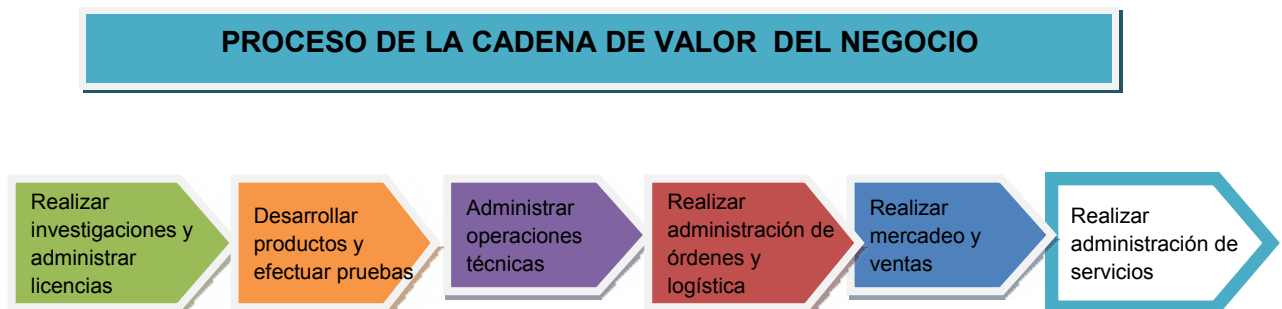 PROCESO DE LA CADENA DE VALOR DEL NEGOCIO
Realizar
investigaciones y
administrar
licencias
Desarrollar
productos y
efectuar pruebas
Administrar
operaciones
técnicas
Realizar
administración de
órdenes y
logística
Realizar
mercadeo y
ventas
Realizar
administración de
servicios